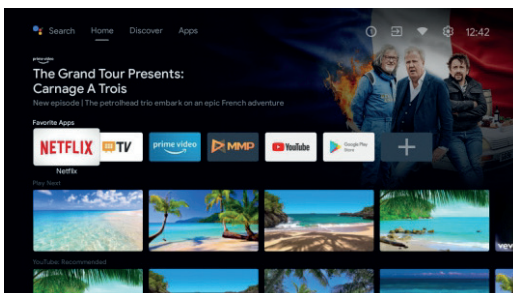 Search Home Discover Apps 12:42
prime video
The Grand Tour Presents:
Carnage A Trois
New episode | The petrolhead trio embark on an epic French adventure
Favorite Apps
NETFLIX TV prime video MMP YouTube Google Play Store
Netflix
Play Next
vevo
YouTube: Recommended